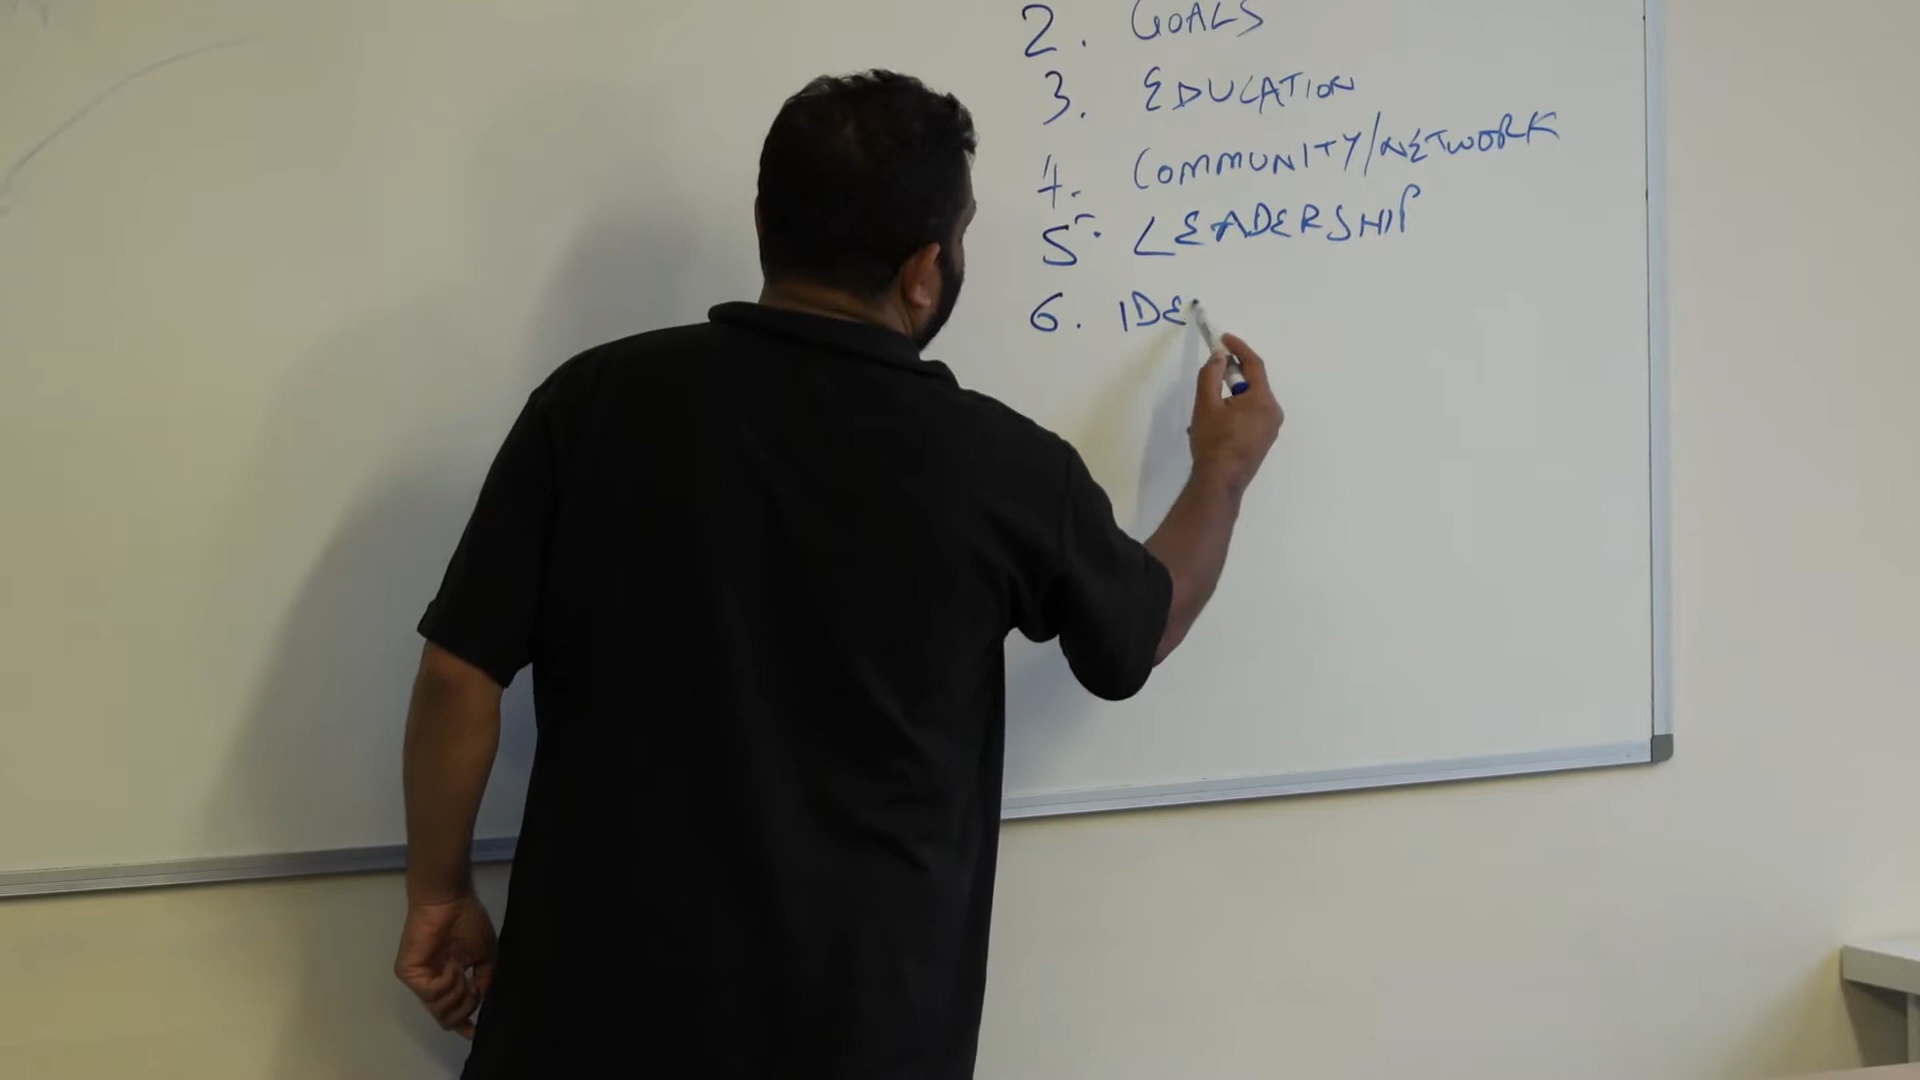 2. GOALS
3. EDUCATION
4. COMMUNITY/NETWORK
5. LEADERSHIP
6. IDE